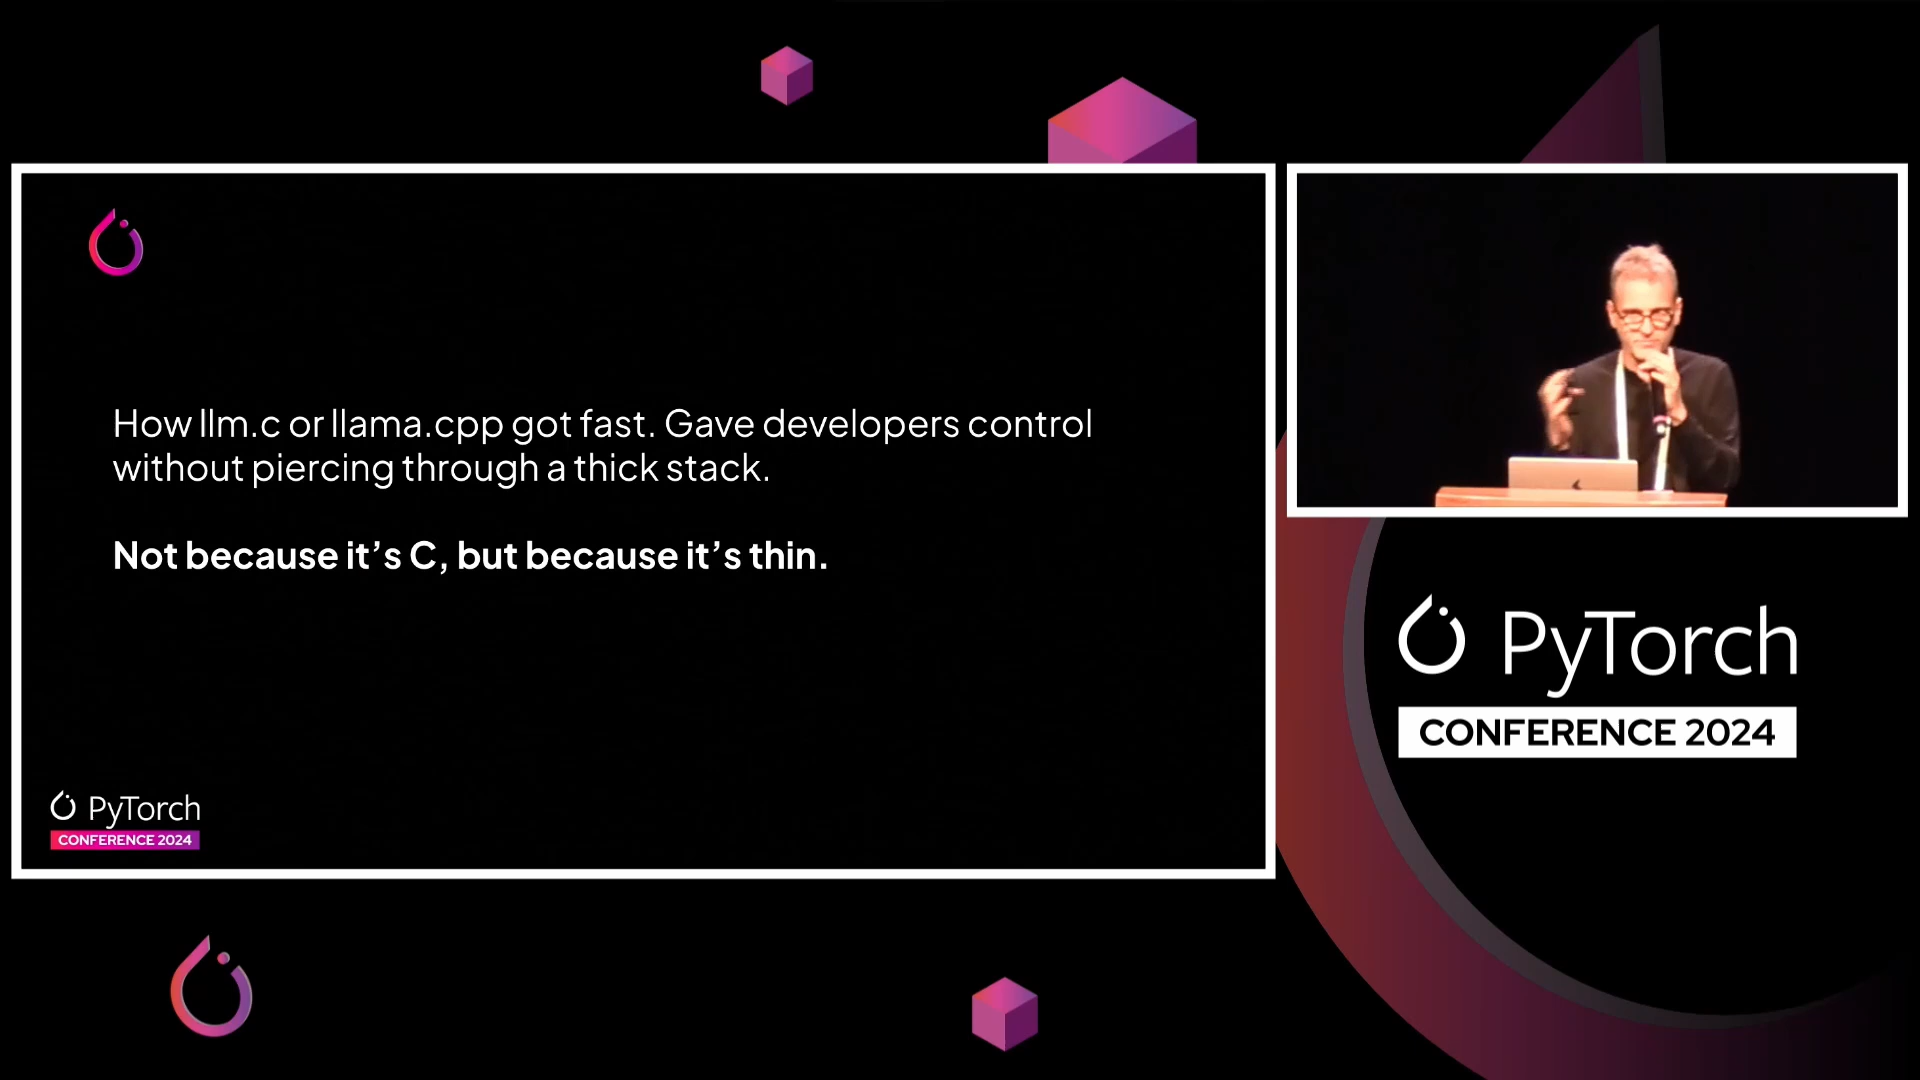 How llm.c or llama.cpp got fast. Gave developers control
without piercing through a thick stack.
Not because it’s C, but because it’s thin.
PyTorch
CONFERENCE 2024
PyTorch
CONFERENCE 2024